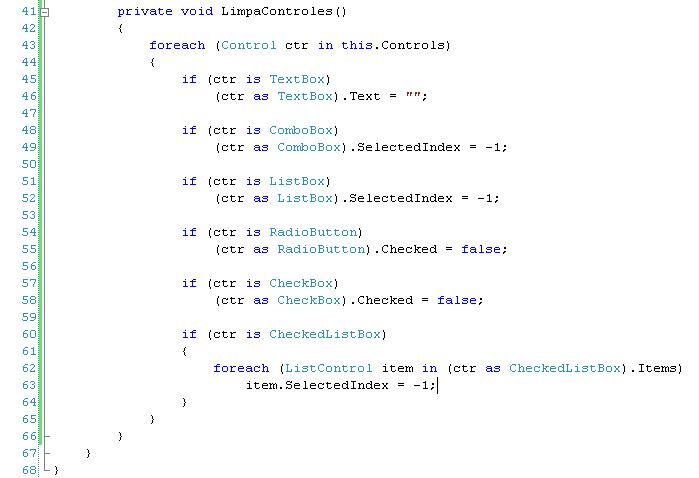 41 private void LimpaControles()
42 {
43 foreach (Control ctr in this.Controls)
44 {
45 if (ctr is TextBox)
46 (ctr as TextBox).Text = "";
47
48 if (ctr is ComboBox)
49 (ctr as ComboBox).SelectedIndex = -1;
50
51 if (ctr is ListBox)
52 (ctr as ListBox).SelectedIndex = -1;
53
54 if (ctr is RadioButton)
55 (ctr as RadioButton).Checked = false;
56
57 if (ctr is CheckBox)
58 (ctr as CheckBox).Checked = false;
59
60 if (ctr is CheckedListBox)
61 {
62 foreach (ListControl item in (ctr as CheckedListBox).Items)
63 item.SelectedIndex = -1;
64 }
65 }
66 }
67 }
68 }